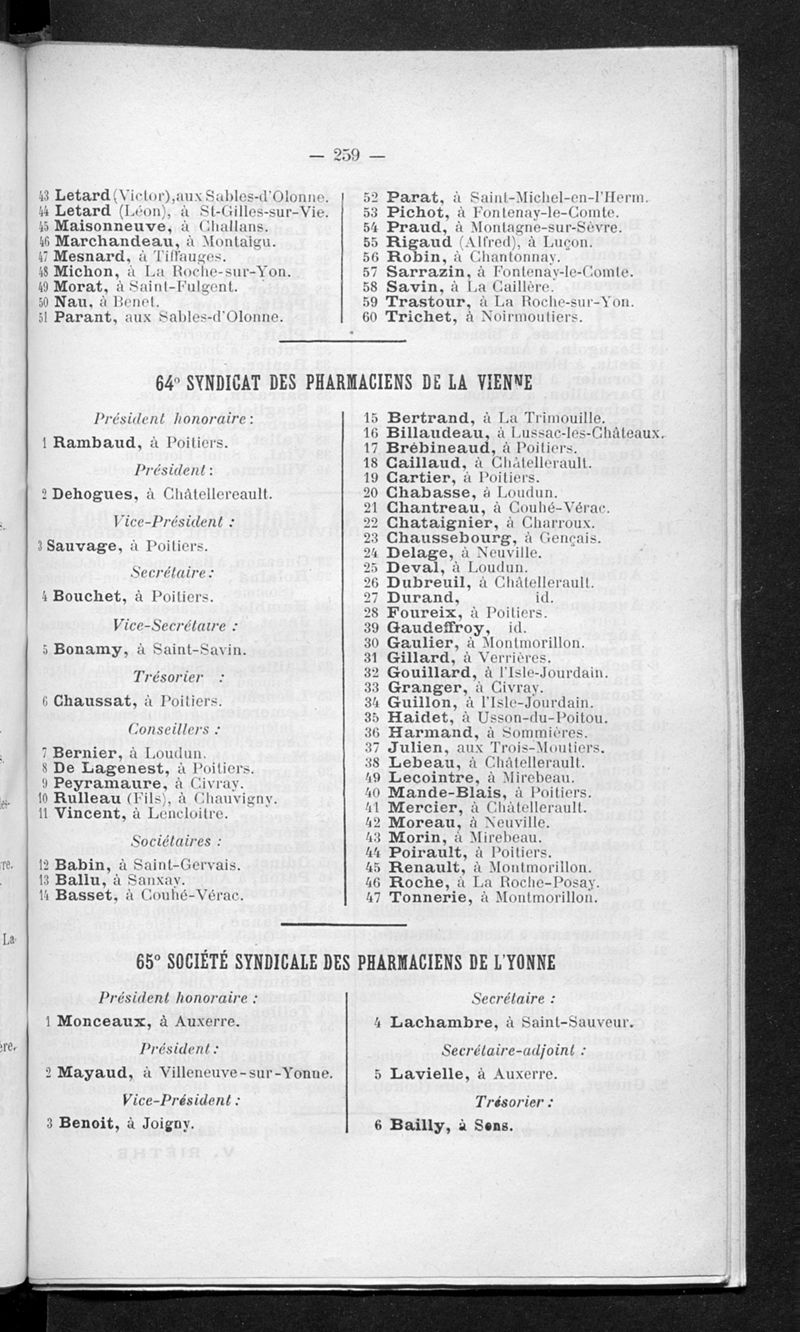 — 259 —
43 Letard (Victor), aux Sables-d'Olonne.
44 Letard (Léon), à St-Gilles-sur-Vie.
45 Maisonneuve, à Challans.
46 Marchandeau, à Montaigu.
47 Mesnard, à Tiffauges.
48 Michon, à La Roche-sur-Yon.
49 Morat, à Saint-Fulgent.
50 Nau, à Benet.
51 Parant, aux Sables-d'Olonne.
52 Parat, à Saint-Michel-en-l'Herm.
53 Pichot, à Fontenay-le-Comte.
54 Praud, à Montagne-sur-Sèvre.
55 Rigaud (Alfred), à Luçon.
56 Robin, à Chantonnay.
57 Sarrazin, à Fontenay-le-Comte.
58 Savin, à La Caillère.
59 Trastour, à La Roche-sur-Yon.
60 Trichet, à Noirmoutiers.
64° SYNDICAT DES PHARMACIENS DE LA VIENNE
Président honoraire :
1 Rambaud, à Poitiers.
Président :
2 Dehogues, à Châtellereault.
Vice-Président :
3 Sauvage, à Poitiers.
Secrétaire :
4 Bouchet, à Poitiers.
Vice-Secrétaire :
5 Bonamy, à Saint-Savin.
Trésorier :
6 Chaussat, à Poitiers.
Conseillers :
7 Bernier, à Loudun.
8 De Lagenest, à Poitiers.
9 Peyramaure, à Civray.
10 Rulleau (Fils), à Chauvigny.
11 Vincent, à Lencloitre.
Sociétaires :
12 Babin, à Saint-Gervais.
13 Ballu, à Sanxay.
14 Basset, à Couhé-Vérac.
15 Bertrand, à La Trimouille.
16 Billaudeau, à Lussac-les-Châteaux.
17 Brébineaud, à Poitiers.
18 Caillaud, à Châtellerault.
19 Cartier, à Poitiers.
20 Chabasse, à Loudun.
21 Chantreau, à Couhé-Vérac.
22 Chataignier, à Charroux.
23 Chaussebourg, à Gençais.
24 Delage, à Neuville.
25 Deval, à Loudun.
26 Dubreuil, à Châtellerault.
27 Durand, id.
28 Foureix, à Poitiers.
39 Gaudeffroy, id.
30 Gaulier, à Montmorillon.
31 Gillard, à Verrières.
32 Gouillard, à l'Isle-Jourdain.
33 Granger, à Civray.
34 Guillon, à l'Isle-Jourdain.
35 Haidet, à Usson-du-Poitou.
36 Harmand, à Sommières.
37 Julien, aux Trois-Moutiers.
38 Lebeau, à Châtellerault.
49 Lecointre, à Mirebeau.
40 Mande-Blais, à Poitiers.
41 Mercier, à Châtellerault.
42 Moreau, à Neuville.
43 Morin, à Mirebeau.
44 Poirault, à Poitiers.
45 Renault, à Montmorillon.
46 Roche, à La Roche-Posay.
47 Tonnerie, à Montmorillon.
65° SOCIÉTÉ SYNDICALE DES PHARMACIENS DE L'YONNE
Président honoraire :
1 Monceaux, à Auxerre.
Président :
2 Mayaud, à Villeneuve-sur-Yonne.
Vice-Président :
3 Benoit, à Joigny.
Secrétaire :
4 Lachambre, à Saint-Sauveur.
Secrétaire-adjoint :
5 Lavielle, à Auxerre.
Trésorier :
6 Bailly, à Sens.